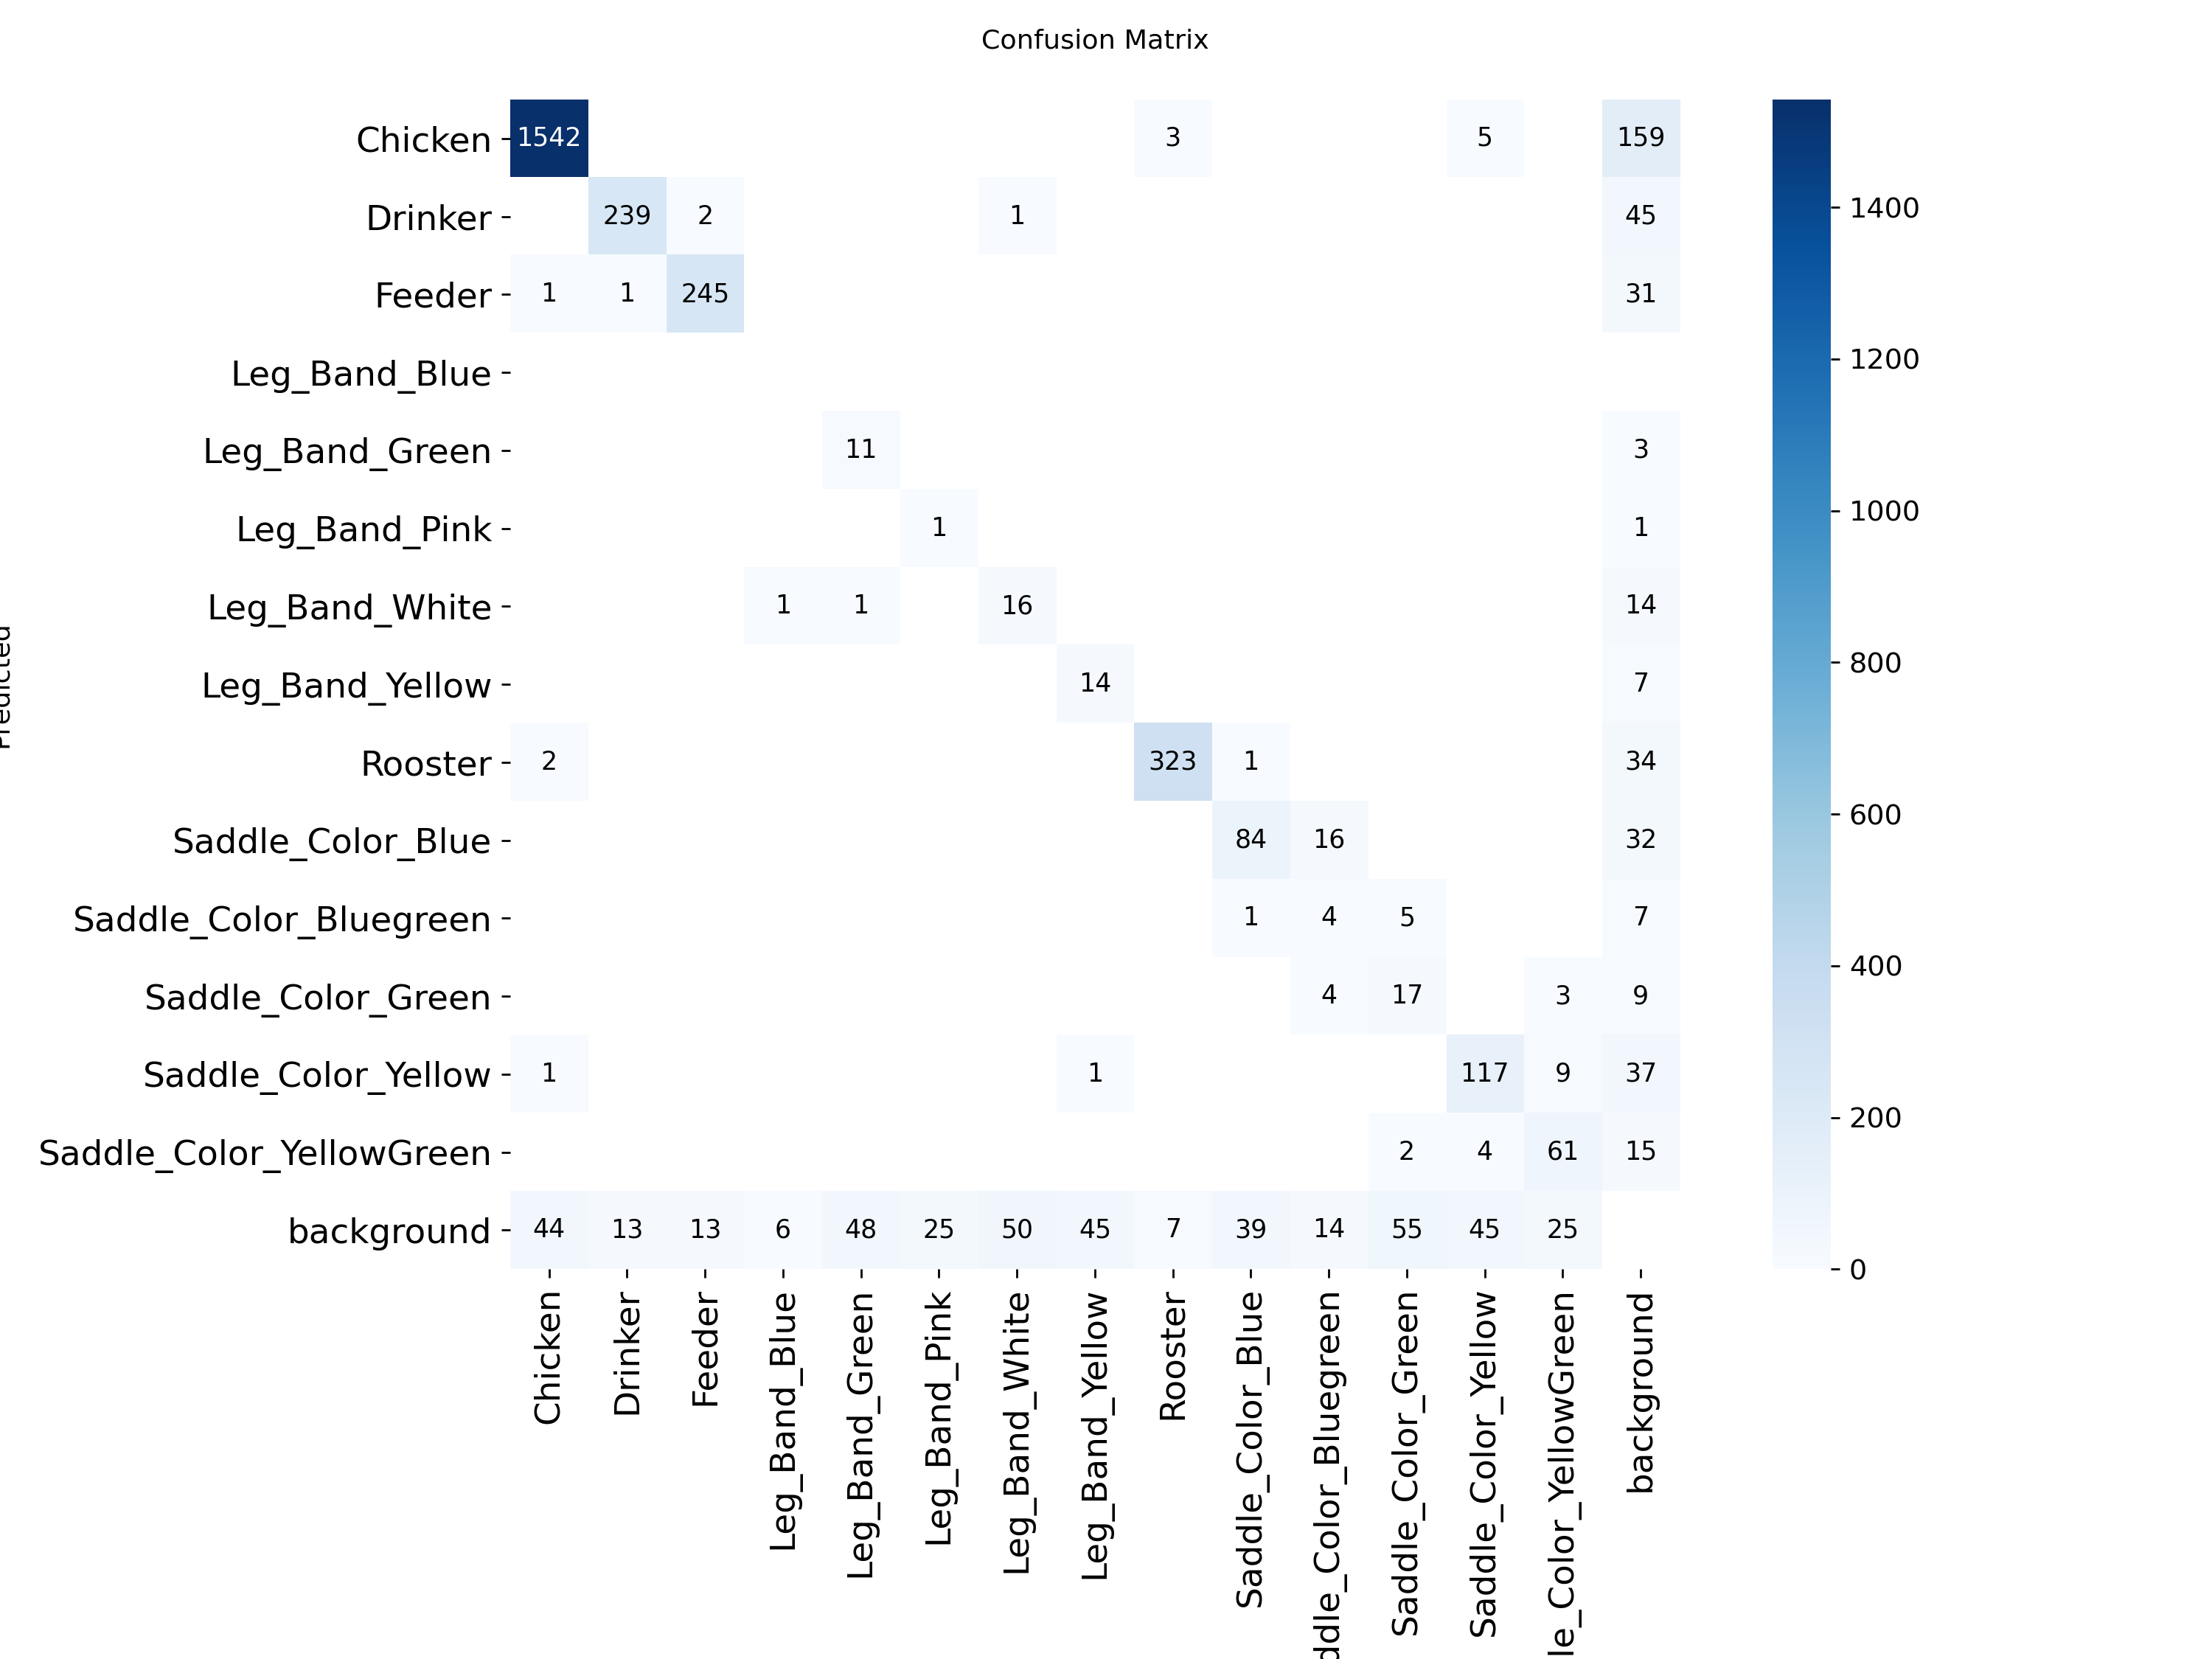 Confusion Matrix
Chicken 1542 3 5 159
Drinker 239 2 1 45 1400
Feeder 1 1 245 31
Leg_Band_Blue 1200
Leg_Band_Green 11 3
Leg_Band_Pink 1 1 1000
Leg_Band_White 1 1 16 14
Predicted
Leg_Band_Yellow 14 7 800
Rooster 2 323 1 34
Saddle_Color_Blue 84 16 32 600
Saddle_Color_Bluegreen 1 4 5 7
Saddle_Color_Green 4 17 3 9 400
Saddle_Color_Yellow 1 1 117 9 37
Saddle_Color_YellowGreen 2 4 61 15 200
background 44 13 13 6 48 25 50 45 7 39 14 55 45 25
0
Chicken
Drinker
Feeder
Leg_Band_Blue
Leg_Band_Green
Leg_Band_Pink
Leg_Band_White
Leg_Band_Yellow
Rooster
Saddle_Color_Blue
ddle_Color_Bluegreen
Saddle_Color_Green
Saddle_Color_Yellow
le_Color_YellowGreen
background